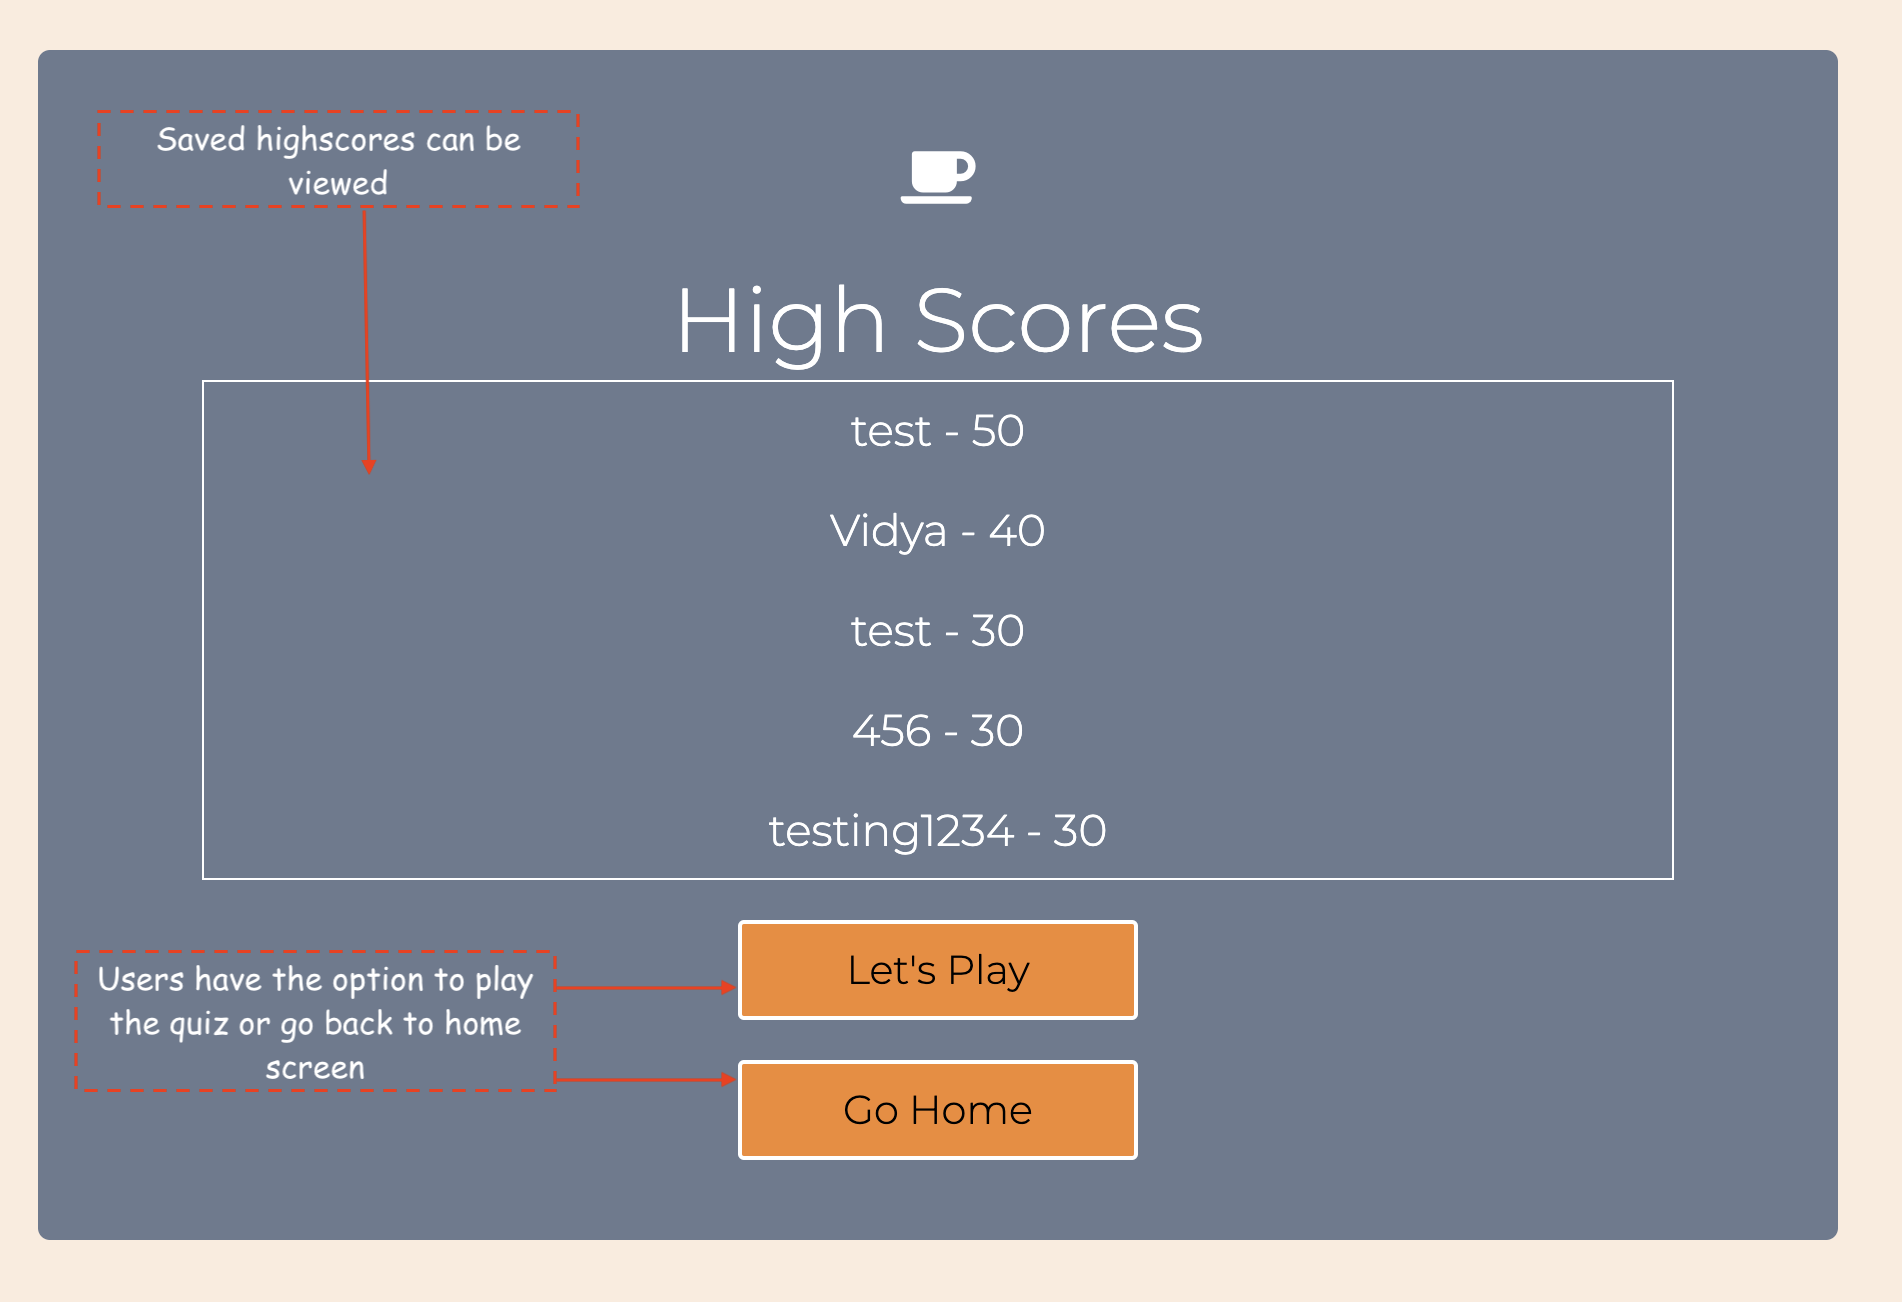 Saved highscores can be
viewed
High Scores
test - 50
Vidya - 40
test - 30
456 - 30
testing1234 - 30
Let's Play
Users have the option to play
the quiz or go back to home
screen
Go Home